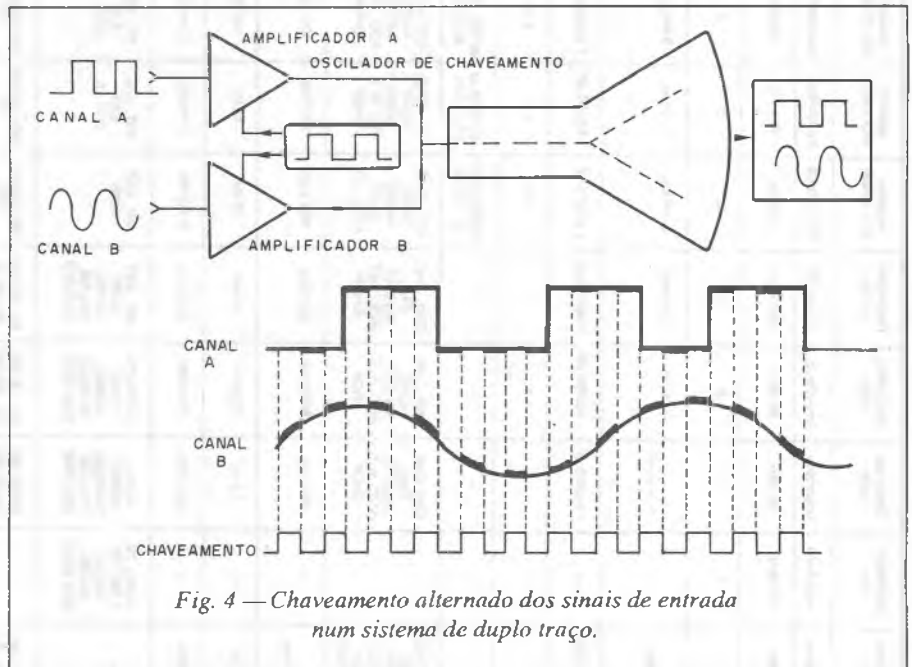 AMPLIFICADOR A
OSCILADOR DE CHAVEAMENTO
CANAL A
CANAL B
AMPLIFICADOR B
CANAL
A
CANAL
B
CHAVEAMENTO
Fig. 4 — Chaveamento alternado dos sinais de entrada
num sistema de duplo traço.